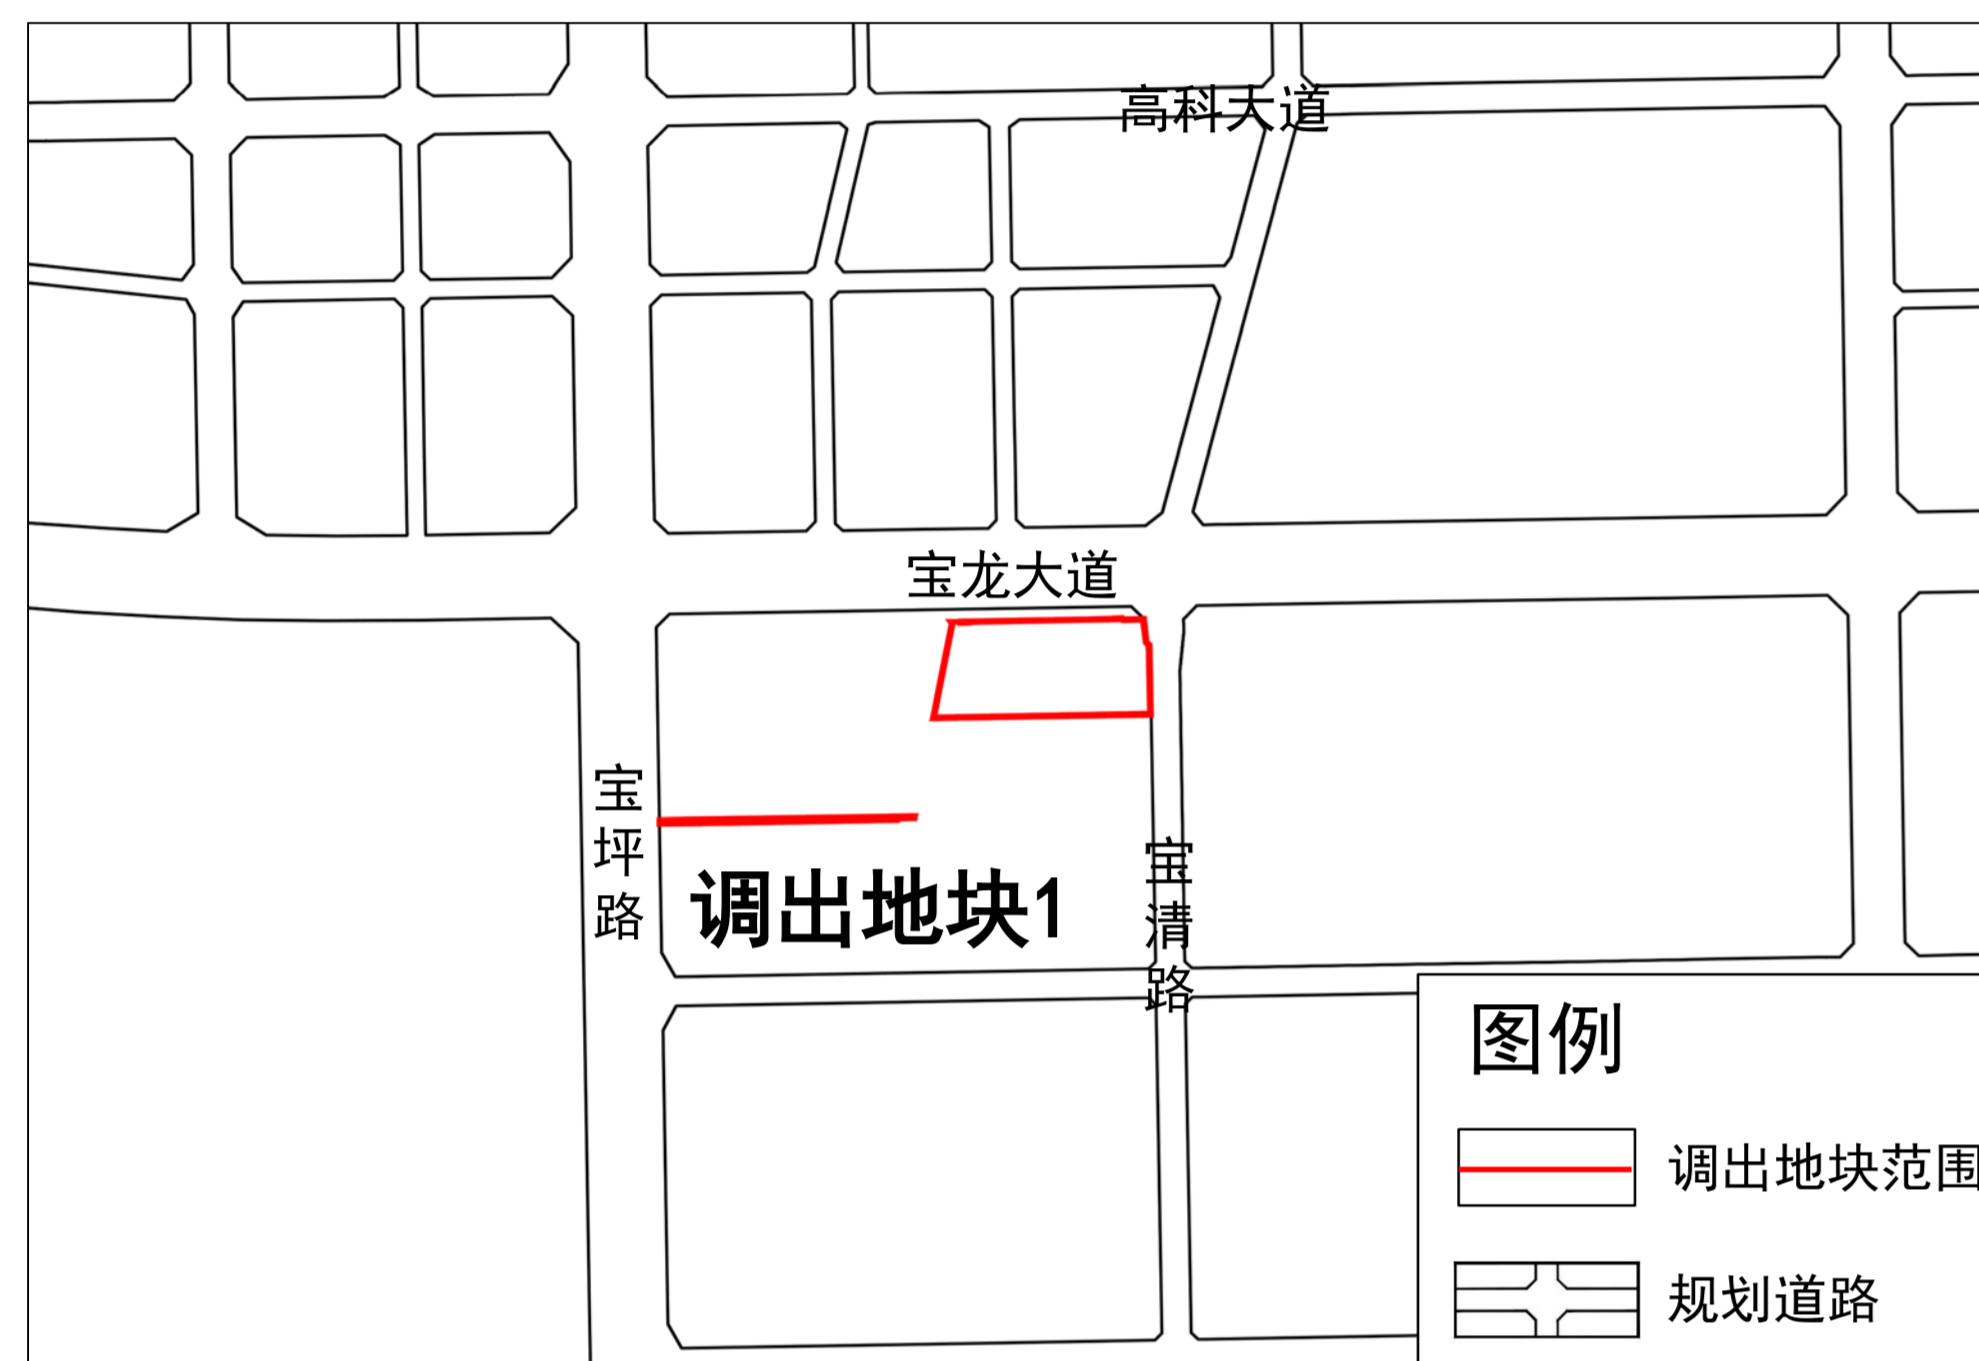 高科大道
宝龙大道
宝坪路
调出地块1
宝清路
图例
调出地块范围
规划道路